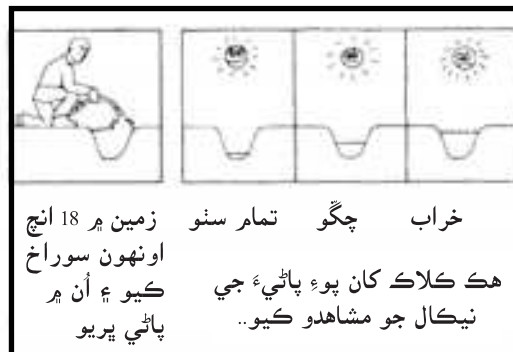 زمين ۾ 18 انچ
اونهون سوراخ
ڪيو ۽ اُن ۾
پاڻي ڀريو
تمام سٺو
چڱو
خراب
هڪ ڪلاڪ کان پوءِ پاڻيءَ جي
نيڪال جو مشاهدو ڪيو..